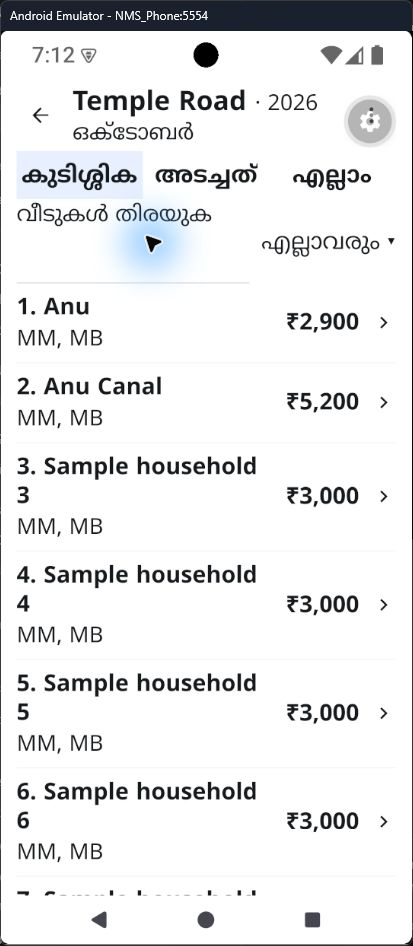 Android Emulator - NMS_Phone:5554
7:12
Temple Road · 2026
ഒക്ടോബർ
കുടിശ്ശിക അടച്ചത് എല്ലാം
വീടുകൾ തിരയുക
എല്ലാവരും ▾
1. Anu
₹2,900
MM, MB
2. Anu Canal
₹5,200
MM, MB
3. Sample household
3
₹3,000
MM, MB
4. Sample household
4
₹3,000
MM, MB
5. Sample household
5
₹3,000
MM, MB
6. Sample household
6
₹3,000
MM, MB